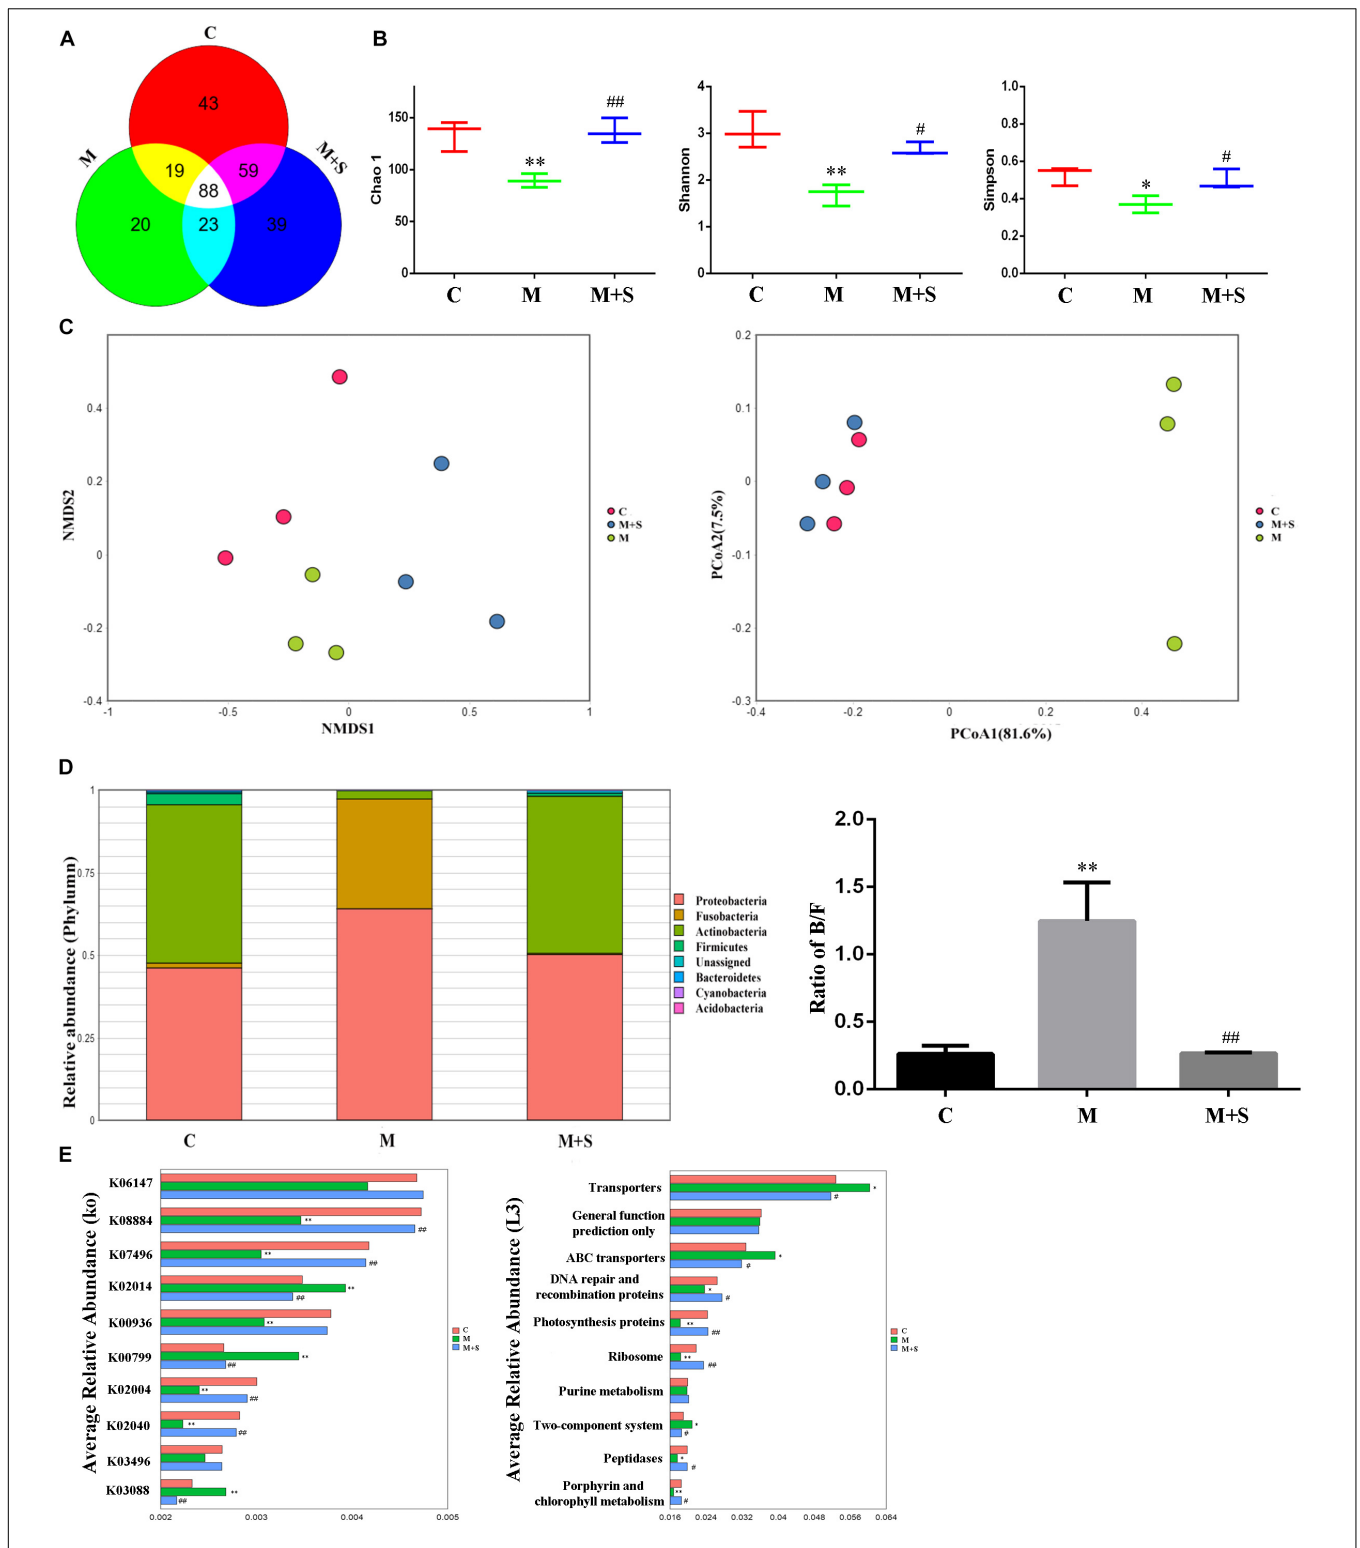 A
C
M
M+S
43
19
59
88
20
23
39
B
Chao 1
150
100
50
0
**
##
C M M+S
Shannon
4
3
2
1
0
**
#
C M M+S
Simpson
1.0
0.8
0.6
0.4
0.2
0.0
*
#
C M M+S
C
NMDS2
0.4
0.2
0
-0.2
-0.4
-1 -0.5 0 0.5 1
NMDS1
C
M+S
M
PCoA2(7.5%)
0.2
0.1
0
-0.1
-0.2
-0.3
-0.4 -0.2 0 0.2 0.4
PCoA1(81.6%)
C
M+S
M
D
Relative abundance (Phylumn)
1
0.75
0.5
0.25
0
C M M+S
Proteobacteria
Fusobacteria
Actinobacteria
Firmicutes
Unassigned
Bacteroidetes
Cyanobacteria
Acidobacteria
Ratio of B/F
2.0
1.5
1.0
0.5
0.0
**
##
C M M+S
E
Average Relative Abundance (ko)
K06147
K08884
**
##
K07496
**
##
K02014
**
##
K00936
**
K00799
**
##
K02004
**
##
K02040
**
##
K03496
K03088
**
##
0.002 0.003 0.004 0.005
C
M
M+S
Average Relative Abundance (L3)
Transporters
*
#
General function
prediction only
ABC transporters
*
#
DNA repair and
recombination proteins
*
#
Photosynthesis proteins
**
##
Ribosome
**
##
Purine metabolism
Two-component system
*
#
Peptidases
*
#
Porphyrin and
chlorophyll metabolism
**
#
0.016 0.024 0.032 0.04 0.048 0.056 0.064
C
M
M+S